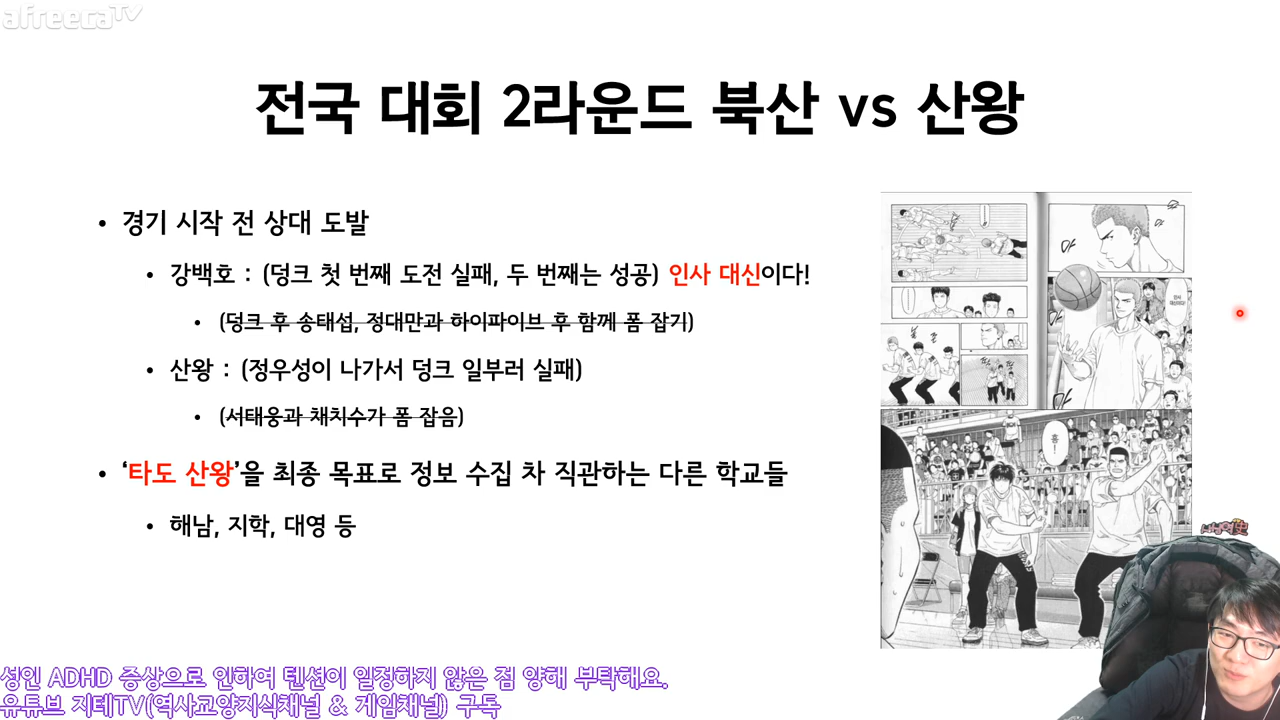 afreecaTV
전국 대회 2라운드 북산 vs 산왕
• 경기 시작 전 상대 도발
• 강백호 : (덩크 첫 번째 도전 실패, 두 번째는 성공) 인사 대신이다!
• (덩크 후 송태섭, 정대만과 하이파이브 후 함께 폼 잡기)
• 산왕 : (정우성이 나가서 덩크 일부러 실패)
• (서태웅과 채치수가 폼 잡음)
• ‘타도 산왕’을 최종 목표로 정보 수집 차 직관하는 다른 학교들
• 해남, 지학, 대영 등
흥!
성인 ADHD 증상으로 인하여 텐션이 일정하지 않은 점 양해 부탁해요.
유튜브 지테TV(역사교양지식채널 & 게임채널) 구독